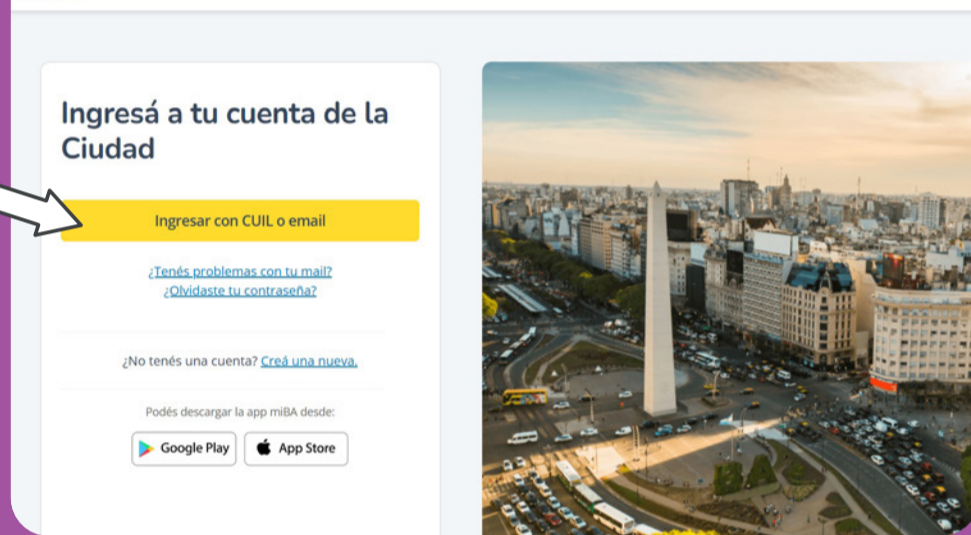 Ingresá a tu cuenta de la
Ciudad
Ingresar con CUIL o email
¿Tenés problemas con tu mail?
¿Olvidaste tu contraseña?
¿No tenés una cuenta? Creá una nueva.
Podés descargar la app miBA desde:
Google Play
App Store
BA